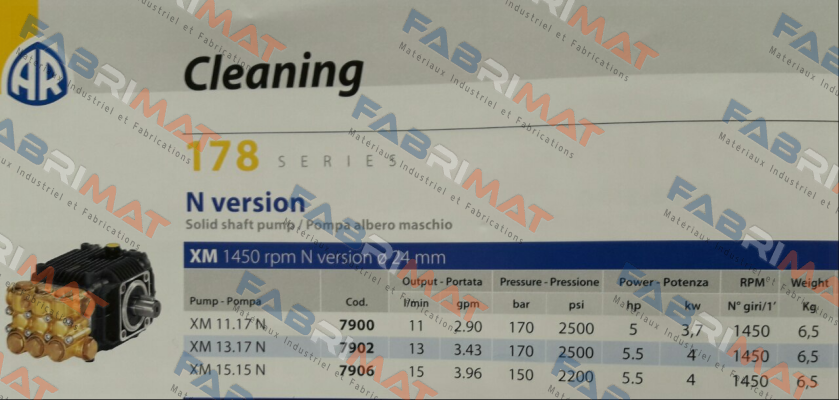 AR
Cleaning
178 SERIES
N version
Solid shaft pump / Pompa albero maschio
XM 1450 rpm N version ø 24 mm
Output - Portata Pressure - Pressione Power - Potenza RPM Weight
Pump - Pompa Cod. l/min gpm bar psi hp kw N° giri/1' Kg
XM 11.17 N 7900 11 2.90 170 2500 5 3,7 1450 6,5
XM 13.17 N 7902 13 3.43 170 2500 5.5 4 1450 6,5
XM 15.15 N 7906 15 3.96 150 2200 5.5 4 1450 6,5
FABRIMAT
Matériaux Industriel et Fabrications